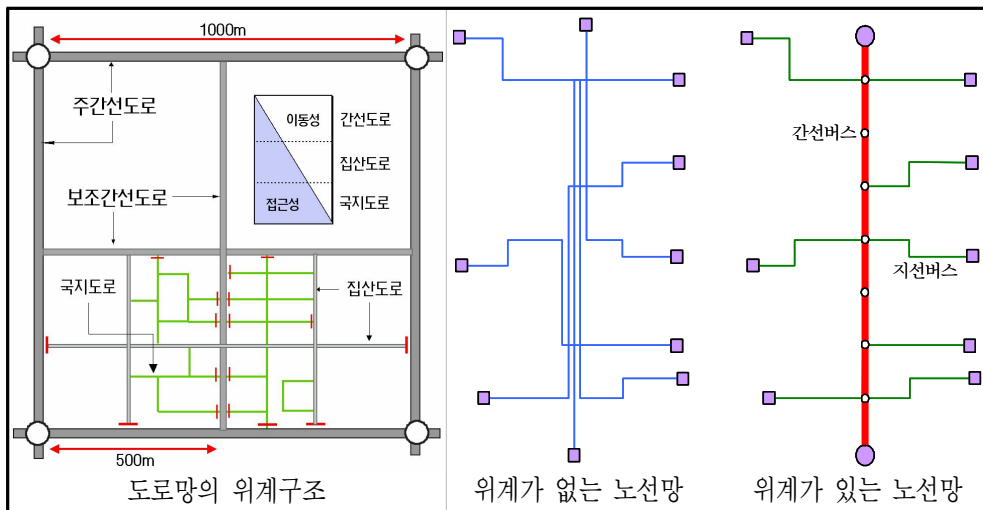 1000m
주간선도로
이동성
간선도로
집산도로
접근성
국지도로
보조간선도로
국지도로
집산도로
500m
도로망의 위계구조
위계가 없는 노선망
간선버스
지선버스
위계가 있는 노선망